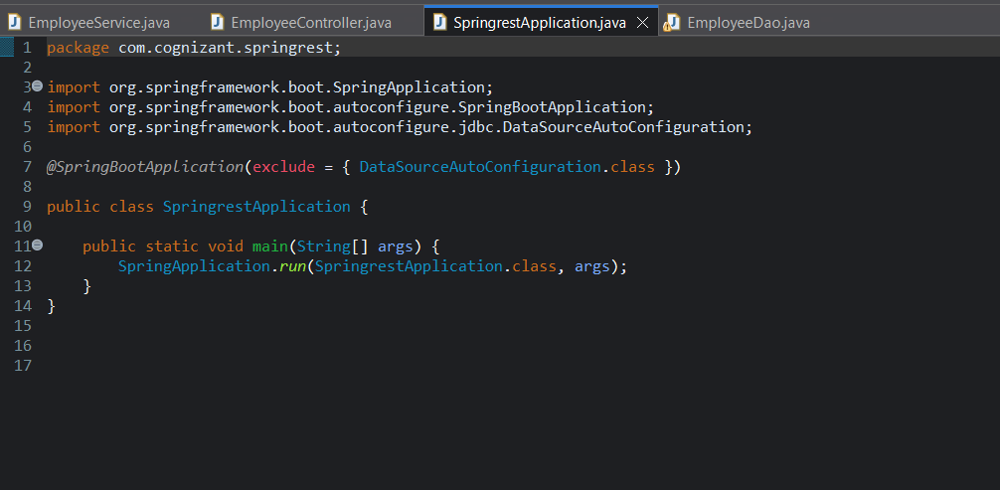 EmployeeService.java EmployeeController.java SpringrestApplication.java EmployeeDao.java
1 package com.cognizant.springrest;
2
3 import org.springframework.boot.SpringApplication;
4 import org.springframework.boot.autoconfigure.SpringBootApplication;
5 import org.springframework.boot.autoconfigure.jdbc.DataSourceAutoConfiguration;
6
7 @SpringBootApplication(exclude = { DataSourceAutoConfiguration.class })
8
9 public class SpringrestApplication {
10
11     public static void main(String[] args) {
12         SpringApplication.run(SpringrestApplication.class, args);
13     }
14 }
15
16
17